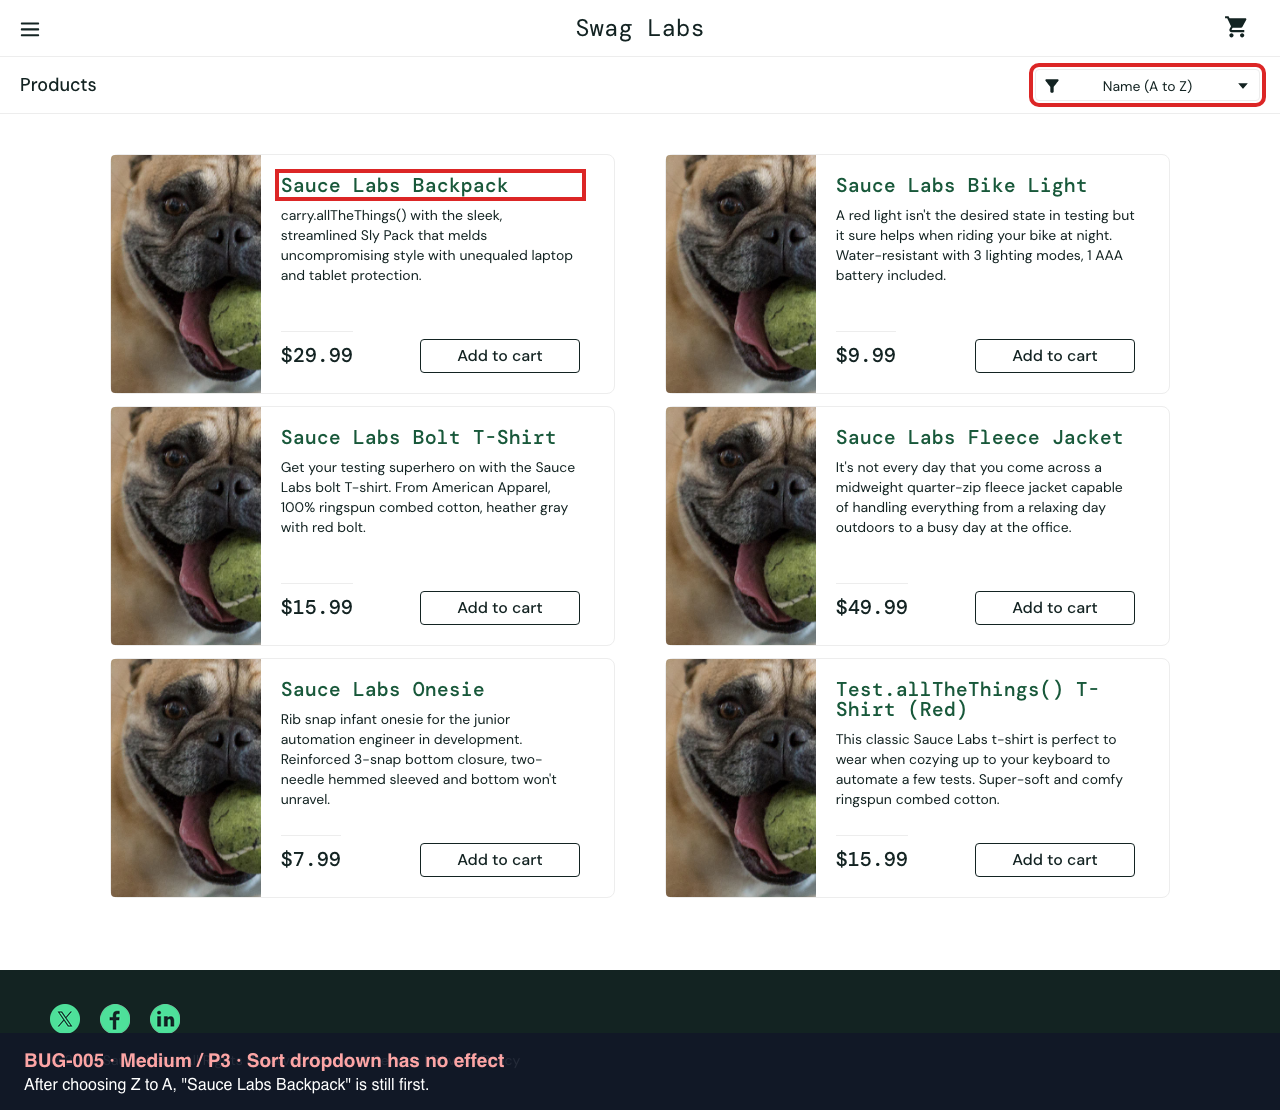 Swag Labs
Products
Name (A to Z)
Sauce Labs Backpack
carry.allTheThings() with the sleek,
streamlined Sly Pack that melds
uncompromising style with unequaled laptop
and tablet protection.
$29.99
Add to cart
Sauce Labs Bike Light
A red light isn't the desired state in testing but
it sure helps when riding your bike at night.
Water-resistant with 3 lighting modes, 1 AAA
battery included.
$9.99
Add to cart
Sauce Labs Bolt T-Shirt
Get your testing superhero on with the Sauce
Labs bolt T-shirt. From American Apparel,
100% ringspun combed cotton, heather gray
with red bolt.
$15.99
Add to cart
Sauce Labs Fleece Jacket
It's not every day that you come across a
midweight quarter-zip fleece jacket capable
of handling everything from a relaxing day
outdoors to a busy day at the office.
$49.99
Add to cart
Sauce Labs Onesie
Rib snap infant onesie for the junior
automation engineer in development.
Reinforced 3-snap bottom closure, two-
needle hemmed sleeved and bottom won't
unravel.
$7.99
Add to cart
Test.allTheThings() T-
Shirt (Red)
This classic Sauce Labs t-shirt is perfect to
wear when cozying up to your keyboard to
automate a few tests. Super-soft and comfy
ringspun combed cotton.
$15.99
Add to cart
BUG-005 · Medium / P3 · Sort dropdown has no effect
After choosing Z to A, "Sauce Labs Backpack" is still first.